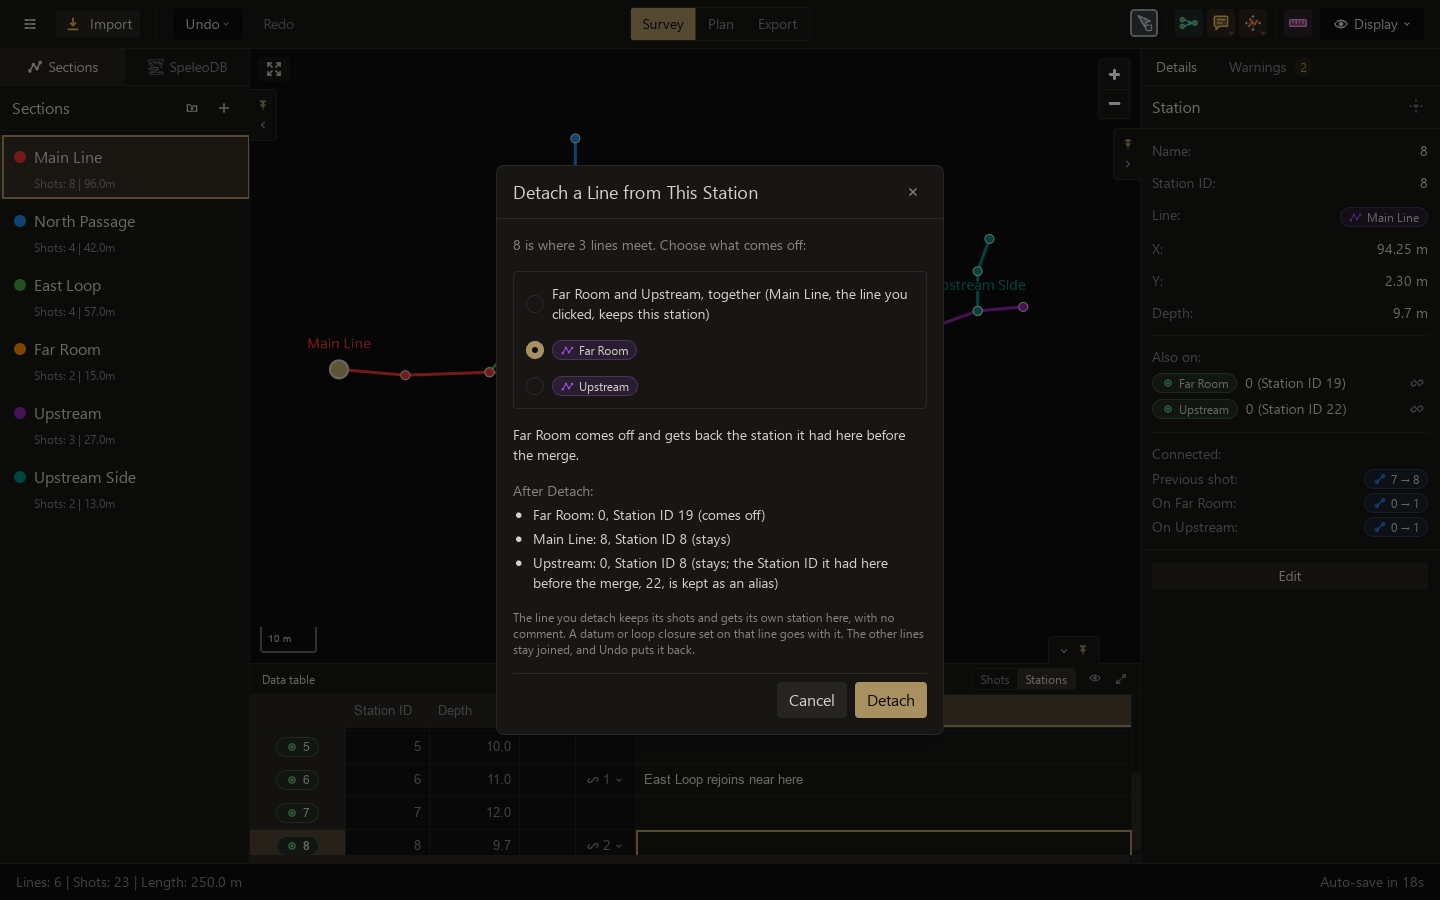 Import
Undo
Redo
Survey
Plan
Export
Display
Sections
SpeleoDB
Details
Warnings 2
Sections
Station
Main Line
Shots: 8 | 96.0m
North Passage
Shots: 4 | 42.0m
East Loop
Shots: 4 | 57.0m
Far Room
Shots: 2 | 15.0m
Upstream
Shots: 3 | 27.0m
Upstream Side
Shots: 2 | 13.0m
Main Line
pstream Side
10 m
Detach a Line from This Station
8 is where 3 lines meet. Choose what comes off:
Far Room and Upstream, together (Main Line, the line you
clicked, keeps this station)
Far Room
Upstream
Far Room comes off and gets back the station it had here before
the merge.
After Detach:
Far Room: 0, Station ID 19 (comes off)
Main Line: 8, Station ID 8 (stays)
Upstream: 0, Station ID 8 (stays; the Station ID it had here
before the merge, 22, is kept as an alias)
The line you detach keeps its shots and gets its own station here, with no
comment. A datum or loop closure set on that line goes with it. The other lines
stay joined, and Undo puts it back.
Cancel
Detach
Name: 8
Station ID: 8
Line: Main Line
X: 94.25 m
Y: 2.30 m
Depth: 9.7 m
Also on:
Far Room 0 (Station ID 19)
Upstream 0 (Station ID 22)
Connected:
Previous shot: 7 → 8
On Far Room: 0 → 1
On Upstream: 0 → 1
Edit
Data table
Shots
Stations
Station ID Depth
5 5 10.0
6 6 11.0 1 East Loop rejoins near here
7 7 12.0
8 8 9.7 2
Lines: 6 | Shots: 23 | Length: 250.0 m
Auto-save in 18s